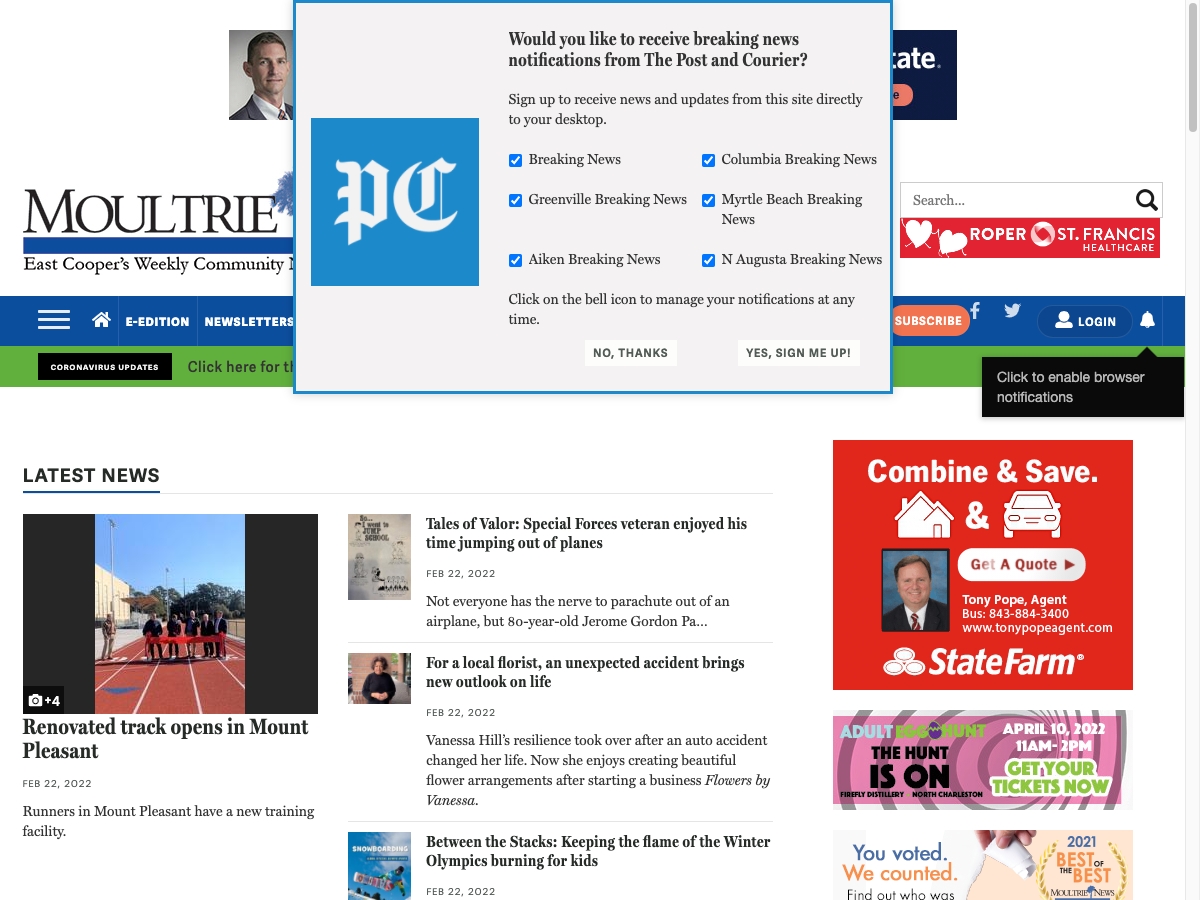 Would you like to receive breaking news
notifications from The Post and Courier?
Sign up to receive news and updates from this site directly
to your desktop.
Breaking News
Columbia Breaking News
Greenville Breaking News
Myrtle Beach Breaking
News
Aiken Breaking News
N Augusta Breaking News
Click on the bell icon to manage your notifications at any
time.
NO, THANKS
YES, SIGN ME UP!
PC
MOULTRIE
East Cooper's Weekly Community
Search...
ROPER ST. FRANCIS
HEALTHCARE
E-EDITION
NEWSLETTERS
SUBSCRIBE
LOGIN
CORONAVIRUS UPDATES
Click here for
Click to enable browser
notifications
LATEST NEWS
+4
Renovated track opens in Mount
Pleasant
FEB 22, 2022
Runners in Mount Pleasant have a new training
facility.
So...
I went to
JUMP
SCHOOL
Tales of Valor: Special Forces veteran enjoyed his
time jumping out of planes
FEB 22, 2022
Not everyone has the nerve to parachute out of an
airplane, but 80-year-old Jerome Gordon Pa...
For a local florist, an unexpected accident brings
new outlook on life
FEB 22, 2022
Vanessa Hill's resilience took over after an auto accident
changed her life. Now she enjoys creating beautiful
flower arrangements after starting a business Flowers by
Vanessa.
SNOWBOARDING
Between the Stacks: Keeping the flame of the Winter
Olympics burning for kids
FEB 22, 2022
Combine & Save.
&
Get A Quote
Tony Pope, Agent
Bus: 843-884-3400
www.tonypopeagent.com
StateFarm®
ADULT EGG HUNT
THE HUNT
IS ON
FIREFLY DISTILLERY NORTH CHARLESTON
APRIL 10, 2022
11AM- 2PM
GET YOUR
TICKETS NOW
You voted.
We counted.
Find out who was
2021
BEST OF
THE BEST
MOULTRIE NEWS